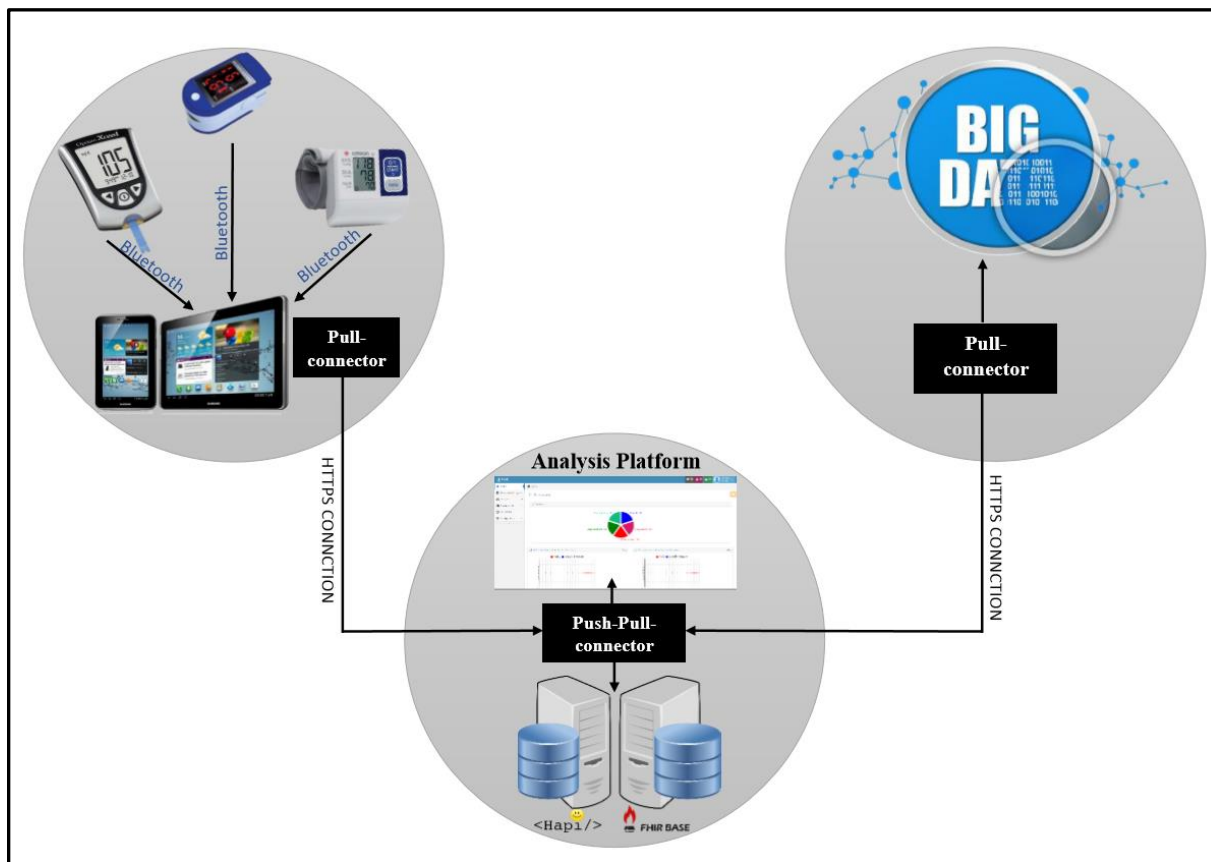 105
Bluetooth
Bluetooth
Bluetooth
Pull-
connector
HTTPS CONNCTION
BIG
DA
Pull-
connector
HTTPS CONNCTION
Analysis Platform
Push-Pull-
connector
<Hapi/>
FHIR BASE